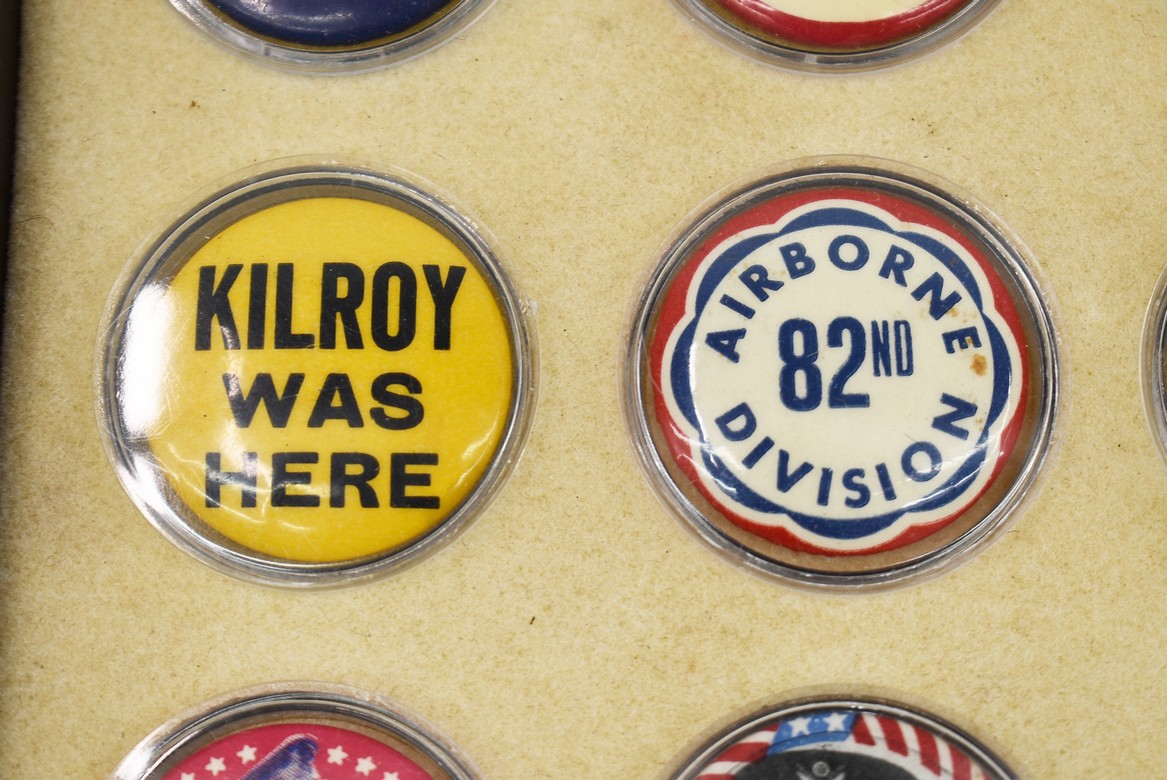 KILROY
WAS
HERE
AIRBORNE
82ND
DIVISION